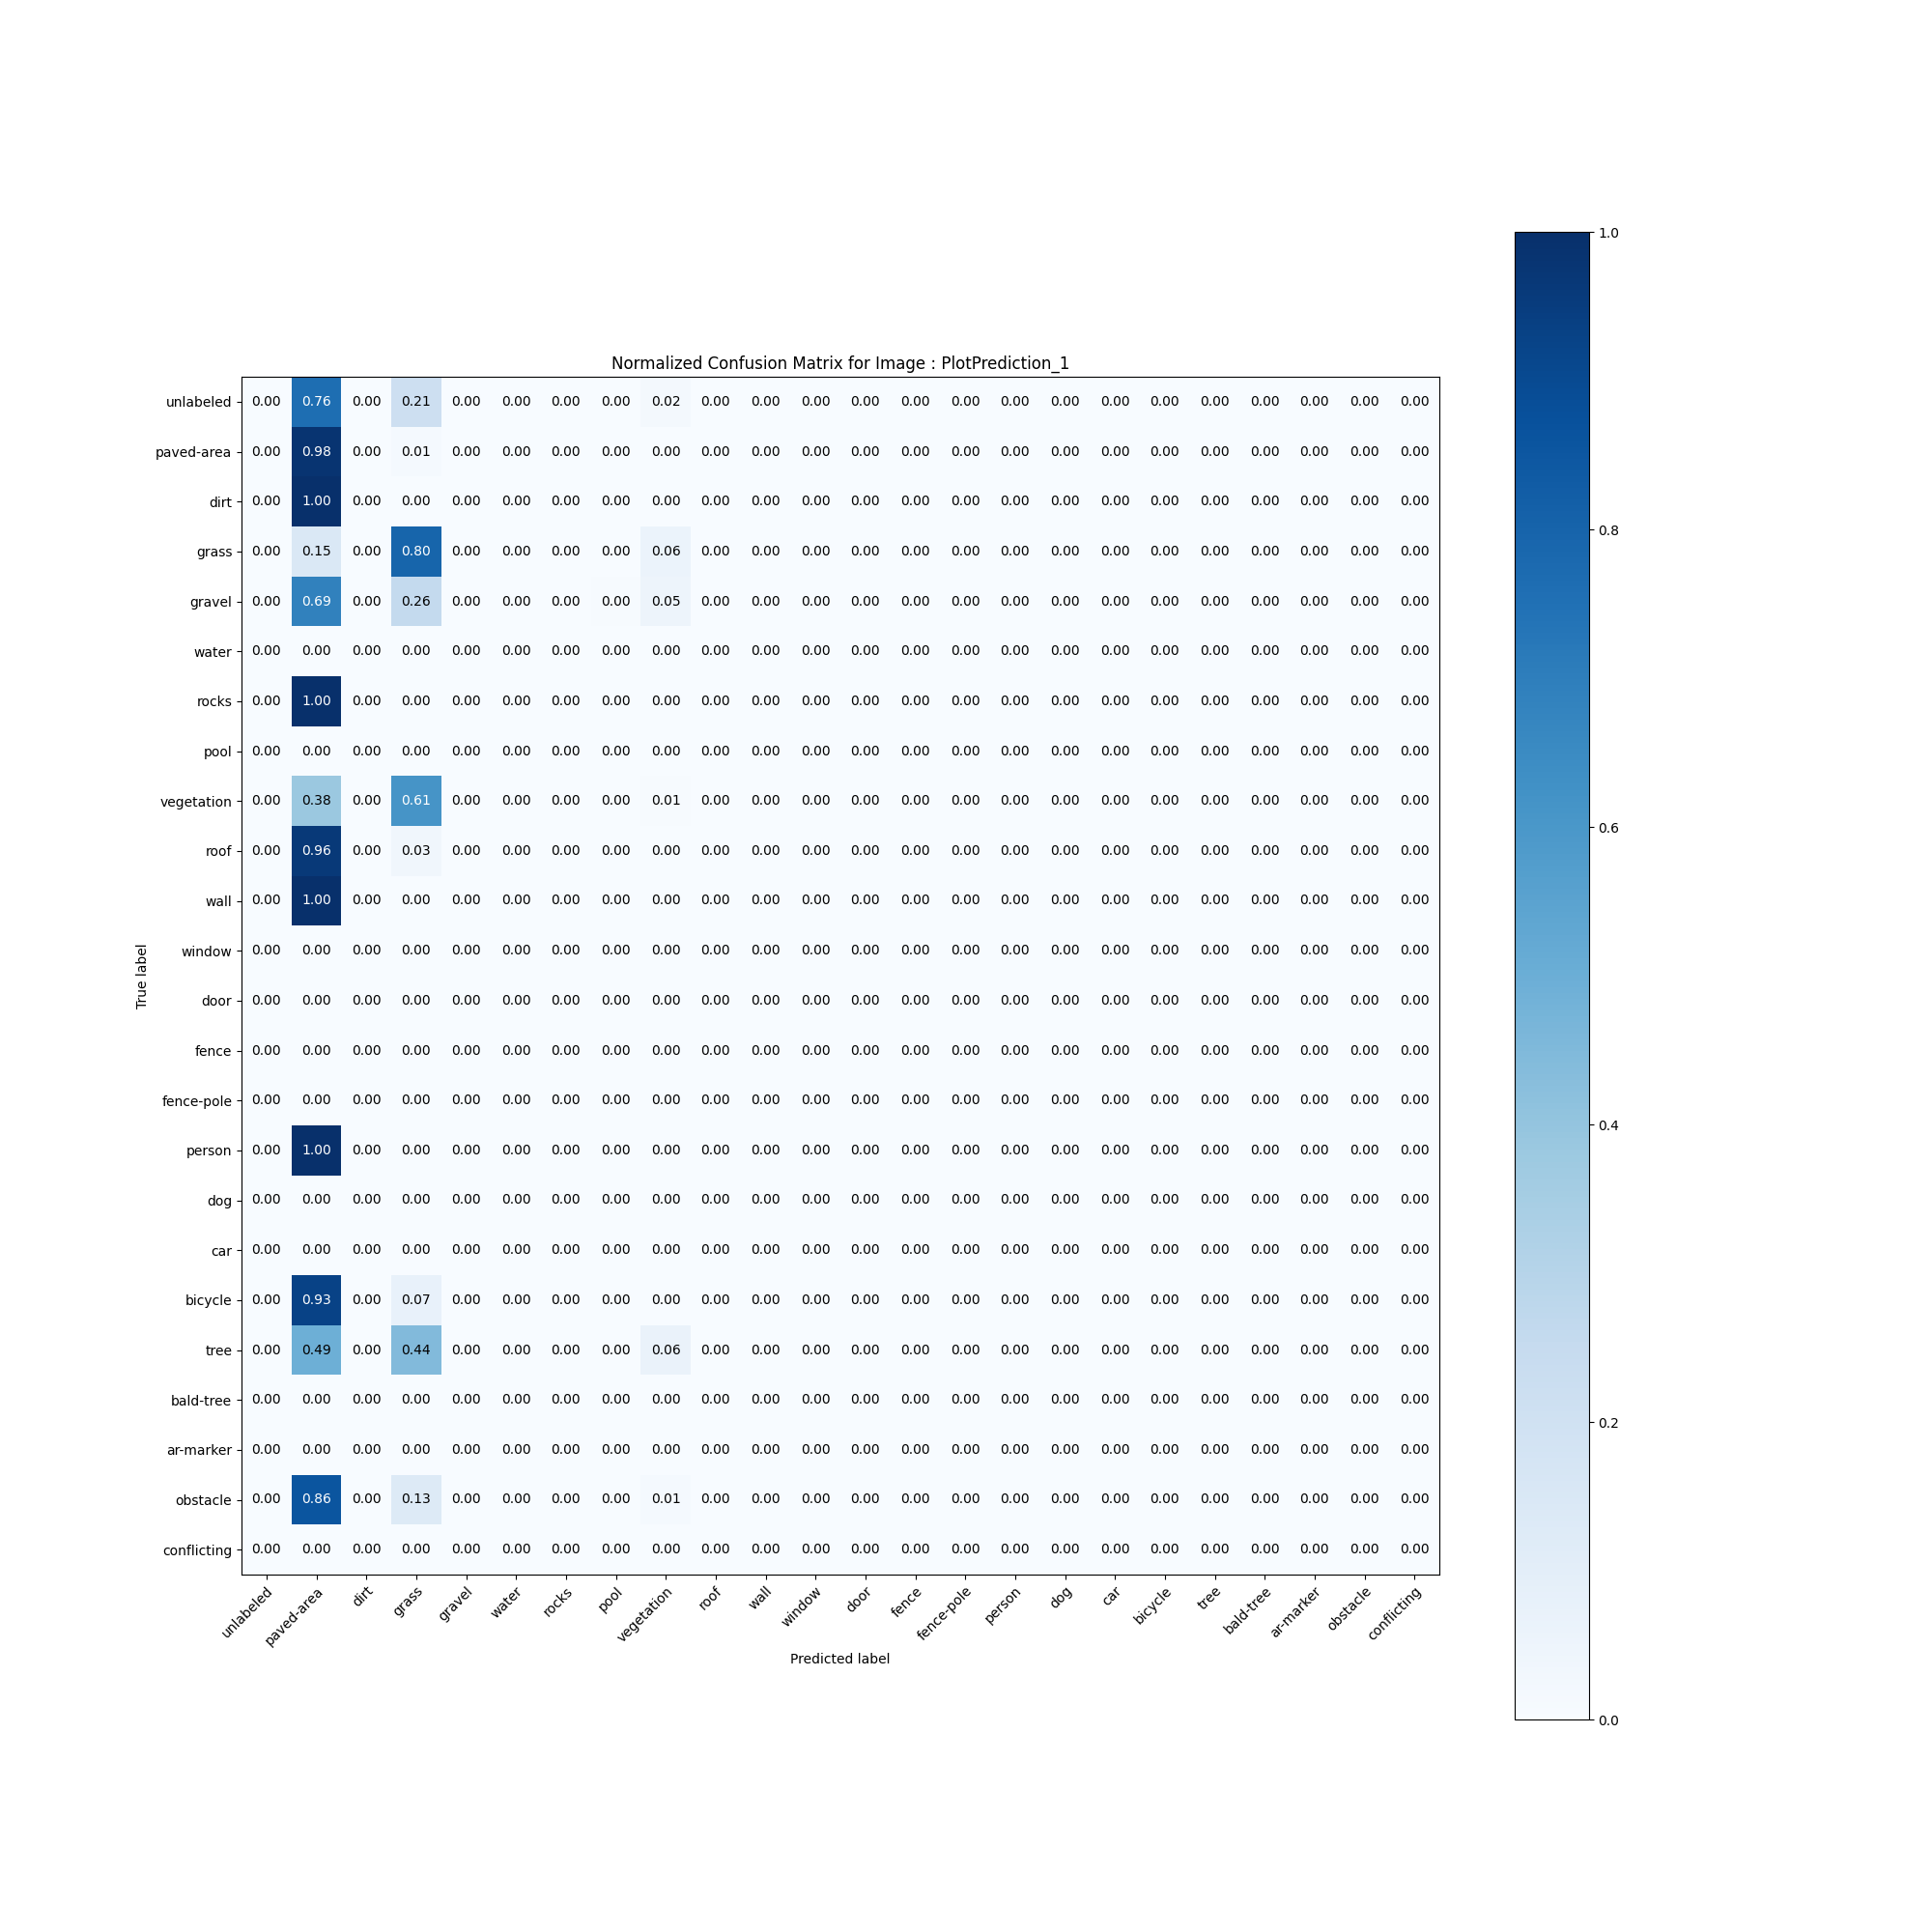 Normalized Confusion Matrix for Image : PlotPrediction_1
unlabeled 0.00 0.76 0.00 0.21 0.00 0.00 0.00 0.00 0.02 0.00 0.00 0.00 0.00 0.00 0.00 0.00 0.00 0.00 0.00 0.00 0.00 0.00 0.00 0.00
paved-area 0.00 0.98 0.00 0.01 0.00 0.00 0.00 0.00 0.00 0.00 0.00 0.00 0.00 0.00 0.00 0.00 0.00 0.00 0.00 0.00 0.00 0.00 0.00 0.00
dirt 0.00 1.00 0.00 0.00 0.00 0.00 0.00 0.00 0.00 0.00 0.00 0.00 0.00 0.00 0.00 0.00 0.00 0.00 0.00 0.00 0.00 0.00 0.00 0.00
grass 0.00 0.15 0.00 0.80 0.00 0.00 0.00 0.00 0.06 0.00 0.00 0.00 0.00 0.00 0.00 0.00 0.00 0.00 0.00 0.00 0.00 0.00 0.00 0.00
gravel 0.00 0.69 0.00 0.26 0.00 0.00 0.00 0.00 0.05 0.00 0.00 0.00 0.00 0.00 0.00 0.00 0.00 0.00 0.00 0.00 0.00 0.00 0.00 0.00
water 0.00 0.00 0.00 0.00 0.00 0.00 0.00 0.00 0.00 0.00 0.00 0.00 0.00 0.00 0.00 0.00 0.00 0.00 0.00 0.00 0.00 0.00 0.00 0.00
rocks 0.00 1.00 0.00 0.00 0.00 0.00 0.00 0.00 0.00 0.00 0.00 0.00 0.00 0.00 0.00 0.00 0.00 0.00 0.00 0.00 0.00 0.00 0.00 0.00
pool 0.00 0.00 0.00 0.00 0.00 0.00 0.00 0.00 0.00 0.00 0.00 0.00 0.00 0.00 0.00 0.00 0.00 0.00 0.00 0.00 0.00 0.00 0.00 0.00
vegetation 0.00 0.38 0.00 0.61 0.00 0.00 0.00 0.00 0.01 0.00 0.00 0.00 0.00 0.00 0.00 0.00 0.00 0.00 0.00 0.00 0.00 0.00 0.00 0.00
roof 0.00 0.96 0.00 0.03 0.00 0.00 0.00 0.00 0.00 0.00 0.00 0.00 0.00 0.00 0.00 0.00 0.00 0.00 0.00 0.00 0.00 0.00 0.00 0.00
wall 0.00 1.00 0.00 0.00 0.00 0.00 0.00 0.00 0.00 0.00 0.00 0.00 0.00 0.00 0.00 0.00 0.00 0.00 0.00 0.00 0.00 0.00 0.00 0.00
window 0.00 0.00 0.00 0.00 0.00 0.00 0.00 0.00 0.00 0.00 0.00 0.00 0.00 0.00 0.00 0.00 0.00 0.00 0.00 0.00 0.00 0.00 0.00 0.00
door 0.00 0.00 0.00 0.00 0.00 0.00 0.00 0.00 0.00 0.00 0.00 0.00 0.00 0.00 0.00 0.00 0.00 0.00 0.00 0.00 0.00 0.00 0.00 0.00
fence 0.00 0.00 0.00 0.00 0.00 0.00 0.00 0.00 0.00 0.00 0.00 0.00 0.00 0.00 0.00 0.00 0.00 0.00 0.00 0.00 0.00 0.00 0.00 0.00
fence-pole 0.00 0.00 0.00 0.00 0.00 0.00 0.00 0.00 0.00 0.00 0.00 0.00 0.00 0.00 0.00 0.00 0.00 0.00 0.00 0.00 0.00 0.00 0.00 0.00
person 0.00 1.00 0.00 0.00 0.00 0.00 0.00 0.00 0.00 0.00 0.00 0.00 0.00 0.00 0.00 0.00 0.00 0.00 0.00 0.00 0.00 0.00 0.00 0.00
dog 0.00 0.00 0.00 0.00 0.00 0.00 0.00 0.00 0.00 0.00 0.00 0.00 0.00 0.00 0.00 0.00 0.00 0.00 0.00 0.00 0.00 0.00 0.00 0.00
car 0.00 0.00 0.00 0.00 0.00 0.00 0.00 0.00 0.00 0.00 0.00 0.00 0.00 0.00 0.00 0.00 0.00 0.00 0.00 0.00 0.00 0.00 0.00 0.00
bicycle 0.00 0.93 0.00 0.07 0.00 0.00 0.00 0.00 0.00 0.00 0.00 0.00 0.00 0.00 0.00 0.00 0.00 0.00 0.00 0.00 0.00 0.00 0.00 0.00
tree 0.00 0.49 0.00 0.44 0.00 0.00 0.00 0.00 0.06 0.00 0.00 0.00 0.00 0.00 0.00 0.00 0.00 0.00 0.00 0.00 0.00 0.00 0.00 0.00
bald-tree 0.00 0.00 0.00 0.00 0.00 0.00 0.00 0.00 0.00 0.00 0.00 0.00 0.00 0.00 0.00 0.00 0.00 0.00 0.00 0.00 0.00 0.00 0.00 0.00
ar-marker 0.00 0.00 0.00 0.00 0.00 0.00 0.00 0.00 0.00 0.00 0.00 0.00 0.00 0.00 0.00 0.00 0.00 0.00 0.00 0.00 0.00 0.00 0.00 0.00
obstacle 0.00 0.86 0.00 0.13 0.00 0.00 0.00 0.00 0.01 0.00 0.00 0.00 0.00 0.00 0.00 0.00 0.00 0.00 0.00 0.00 0.00 0.00 0.00 0.00
conflicting 0.00 0.00 0.00 0.00 0.00 0.00 0.00 0.00 0.00 0.00 0.00 0.00 0.00 0.00 0.00 0.00 0.00 0.00 0.00 0.00 0.00 0.00 0.00 0.00
True label
unlabeled paved-area dirt grass gravel water rocks pool vegetation roof wall window door fence fence-pole person dog car bicycle tree bald-tree ar-marker obstacle conflicting
Predicted label
1.0
0.8
0.6
0.4
0.2
0.0